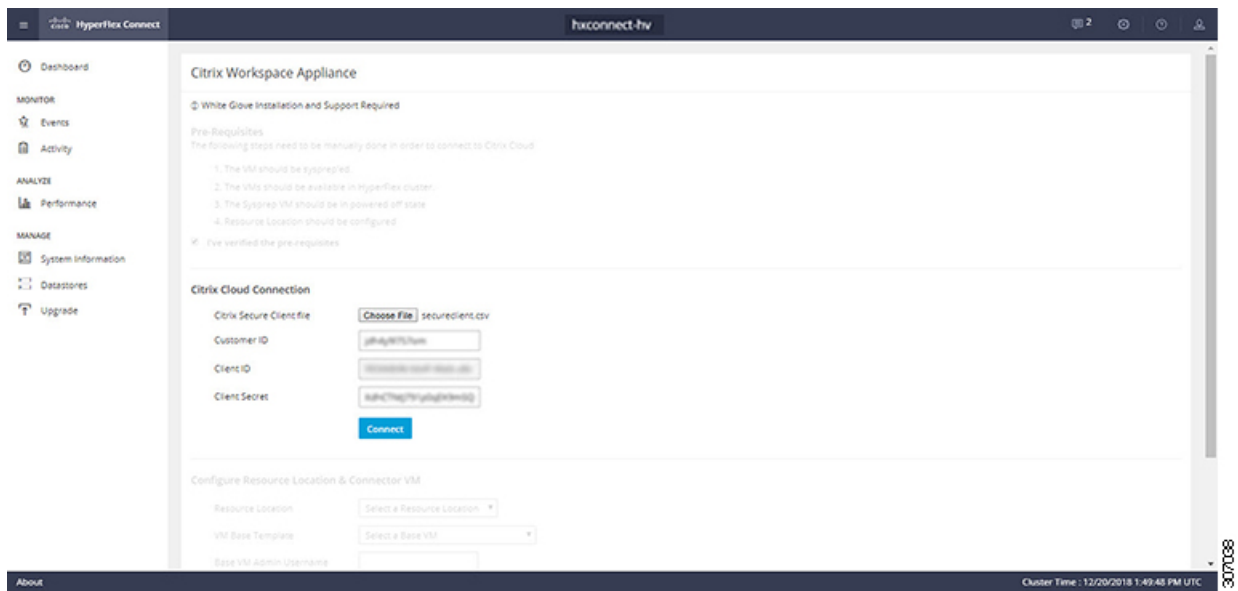 cisco HyperFlex Connect
hxconnect-hv
2
Dashboard
MONITOR
Events
Activity
ANALYZE
Performance
MANAGE
System Information
Datastores
Upgrade
Citrix Workspace Appliance
White Glove Installation and Support Required
Pre-Requisites
The following steps need to be manually done in order to connect to Citrix Cloud
1. The VM should be sysprepled.
2. The VMs should be available in Hyperflex cluster
3. The Sysprep VM should be in powered off state
4. Resource Location should be configured
I've verified the pre-requisites
Citrix Cloud Connection
Citrix Secure Client file Choose File secureclient.csv
Customer ID
Client ID
Client Secret
Connect
Configure Resource Location & Connector VM
Resource Location Select a Resource Location
VM Base Template Select a Base VM
Base VM Admin Username
About
Cluster Time : 12/20/2018 1:49:48 PM UTC
307038